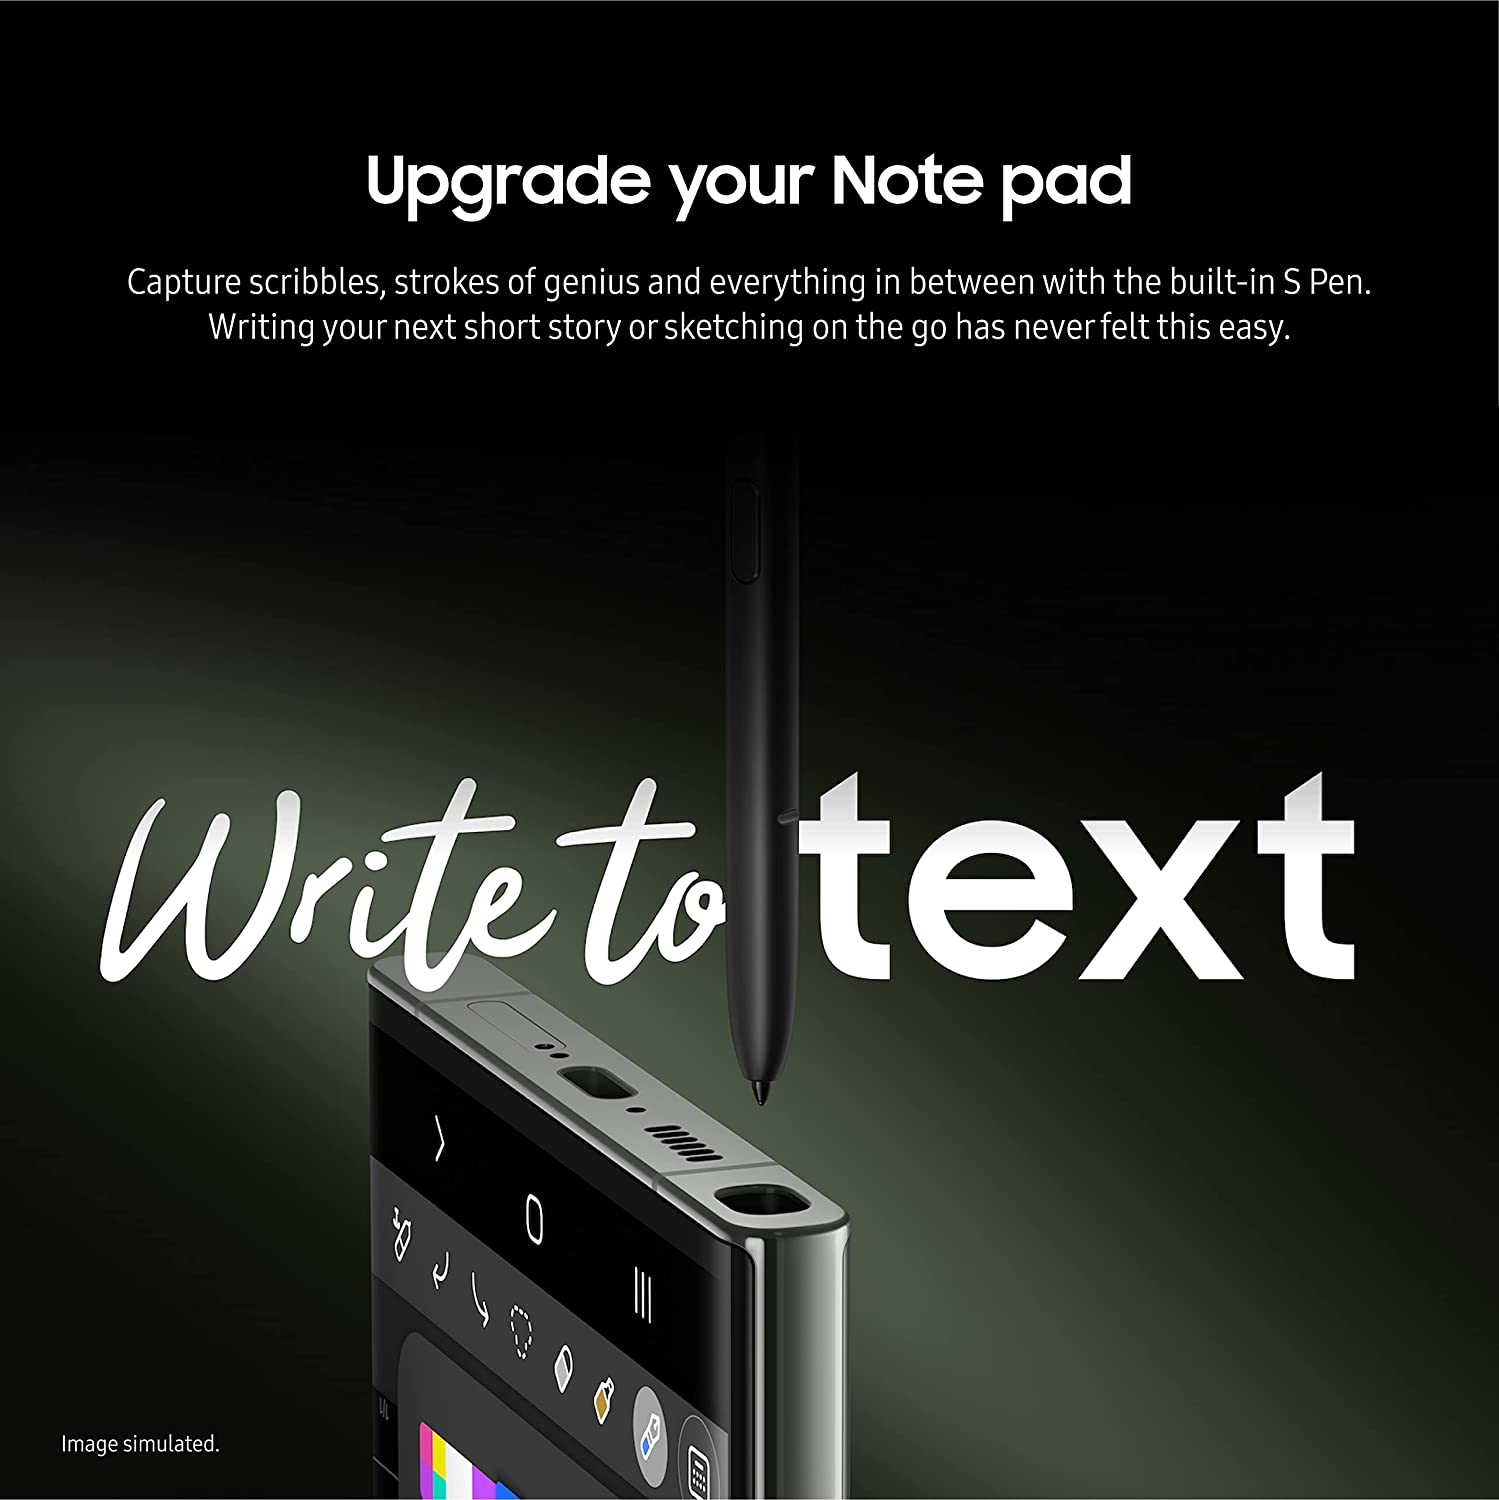 Upgrade your Note pad
Capture scribbles, strokes of genius and everything in between with the built-in S Pen.
Writing your next short story or sketching on the go has never felt this easy.
Write to text
Image simulated.